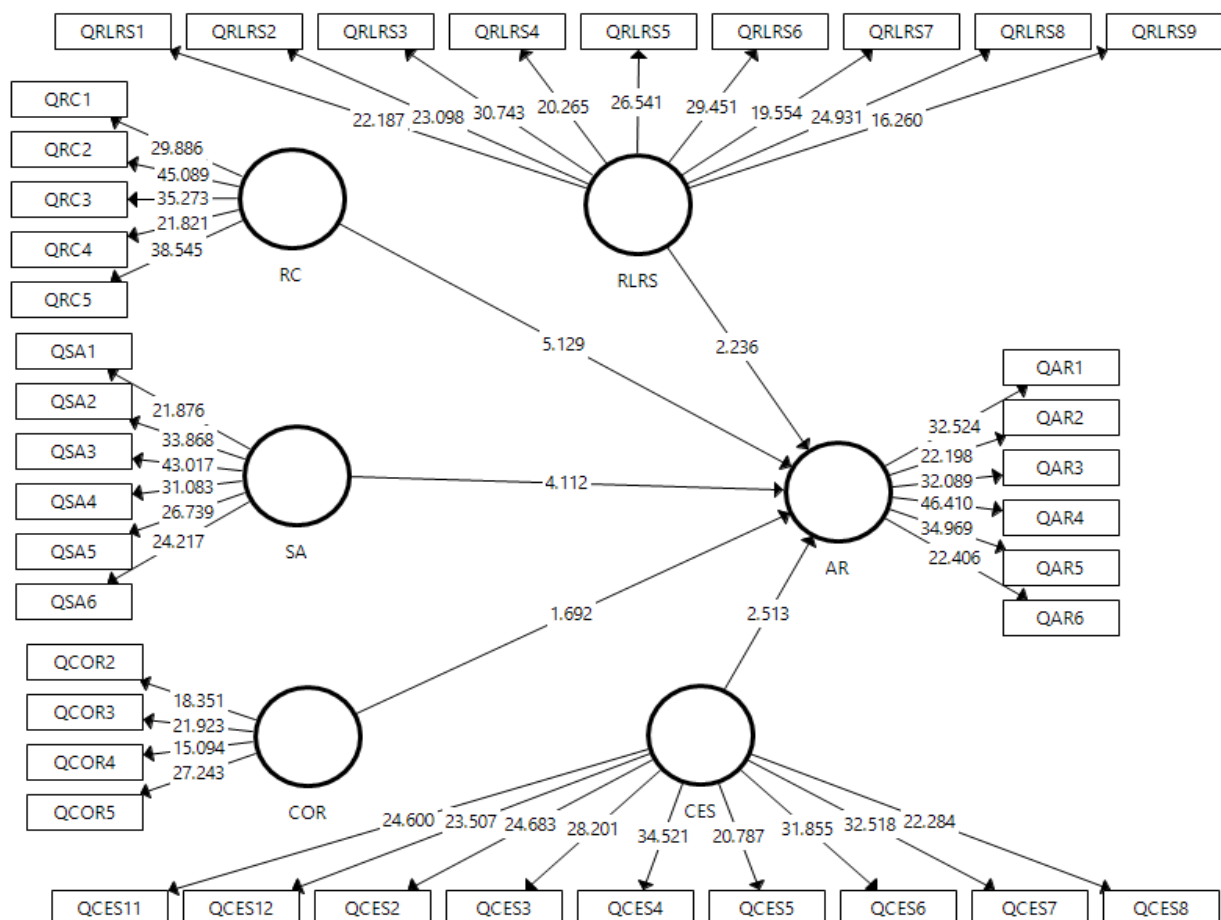 QRLRS1 QRLRS2 QRLRS3 QRLRS4 QRLRS5 QRLRS6 QRLRS7 QRLRS8 QRLRS9
22.187 23.098 30.743 20.265 26.541 29.451 19.554 24.931 16.260
RLRS
QRC1
QRC2
QRC3
QRC4
QRC5
29.886
45.089
35.273
21.821
38.545
RC
5.129
2.236
QSA1
QSA2
QSA3
QSA4
QSA5
QSA6
21.876
33.868
43.017
31.083
26.739
24.217
SA
4.112
AR
32.524
22.198
32.089
46.410
34.969
22.406
QAR1
QAR2
QAR3
QAR4
QAR5
QAR6
1.692
2.513
QCOR2
QCOR3
QCOR4
QCOR5
18.351
21.923
15.094
27.243
COR
CES
24.600 23.507 24.683 28.201 34.521 20.787 31.855 32.518 22.284
QCES11 QCES12 QCES2 QCES3 QCES4 QCES5 QCES6 QCES7 QCES8